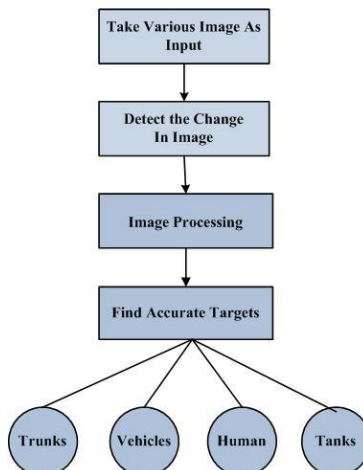 Take Various Image As
Input
Detect the Change
In Image
Image Processing
Find Accurate Targets
Trunks
Vehicles
Human
Tanks